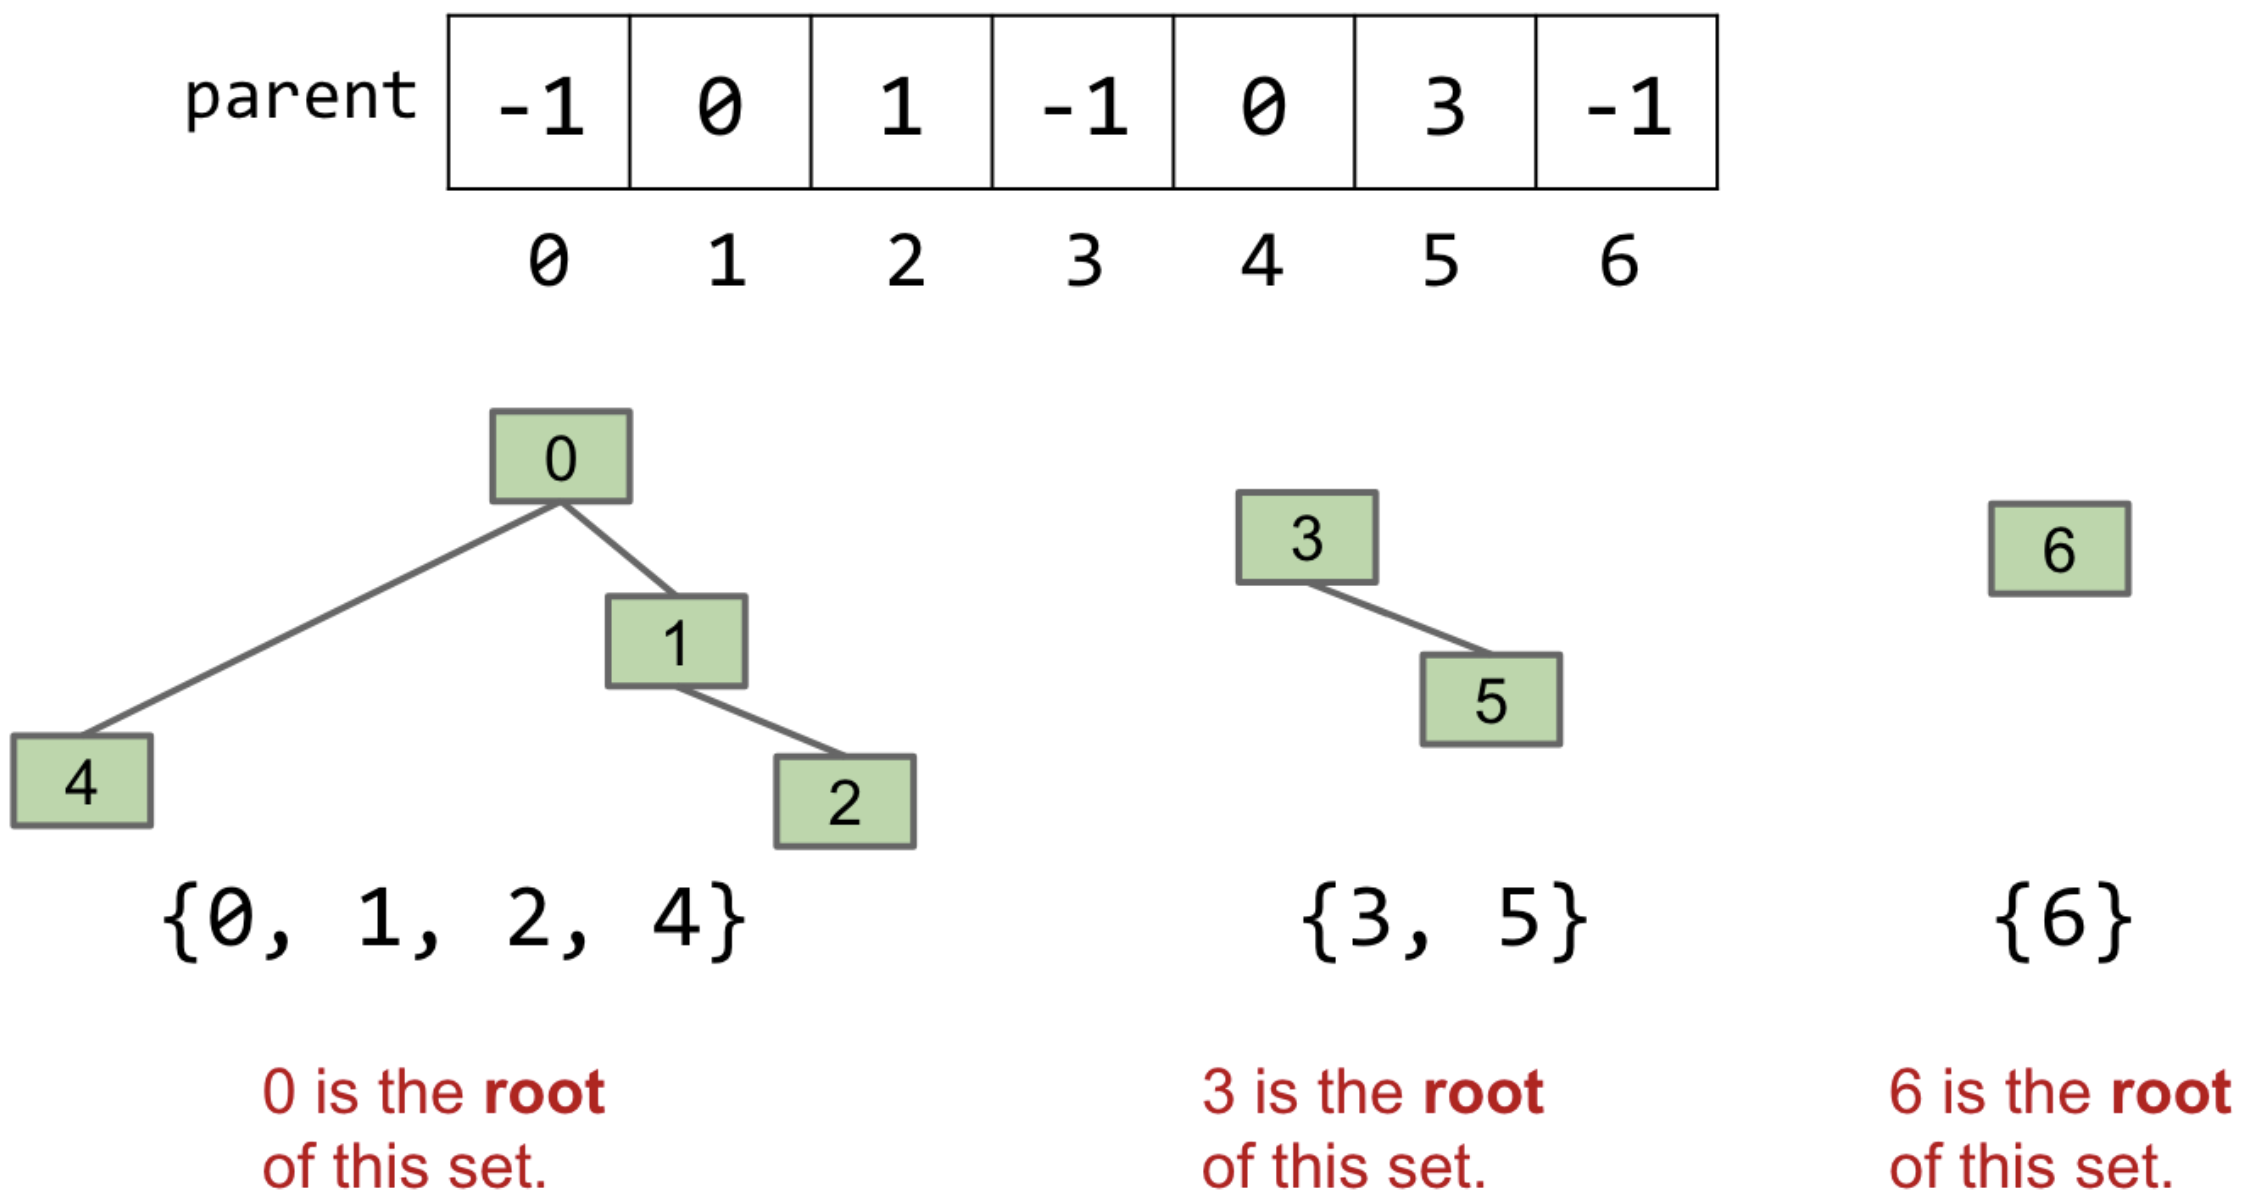 parent -1 0 1 -1 0 3 -1
0 1 2 3 4 5 6
0
3
6
1
5
4
2
{0, 1, 2, 4} {3, 5} {6}
0 is the root
of this set.
3 is the root
of this set.
6 is the root
of this set.